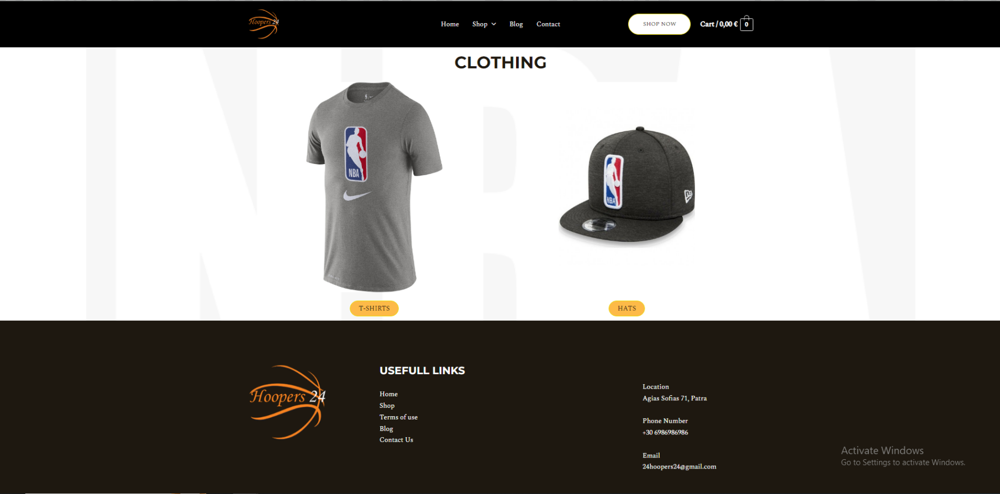 Hoopers 24
Home
Shop
Blog
Contact
SHOP NOW
Cart / 0,00 €
0
CLOTHING
NBA
NBA
T-SHIRTS
HATS
Hoopers 24
USEFULL LINKS
Home
Shop
Terms of use
Blog
Contact Us
Location
Agias Sofias 71, Patra
Phone Number
+30 6986986986
Email
24hoopers24@gmail.com
Activate Windows
Go to Settings to activate Windows.